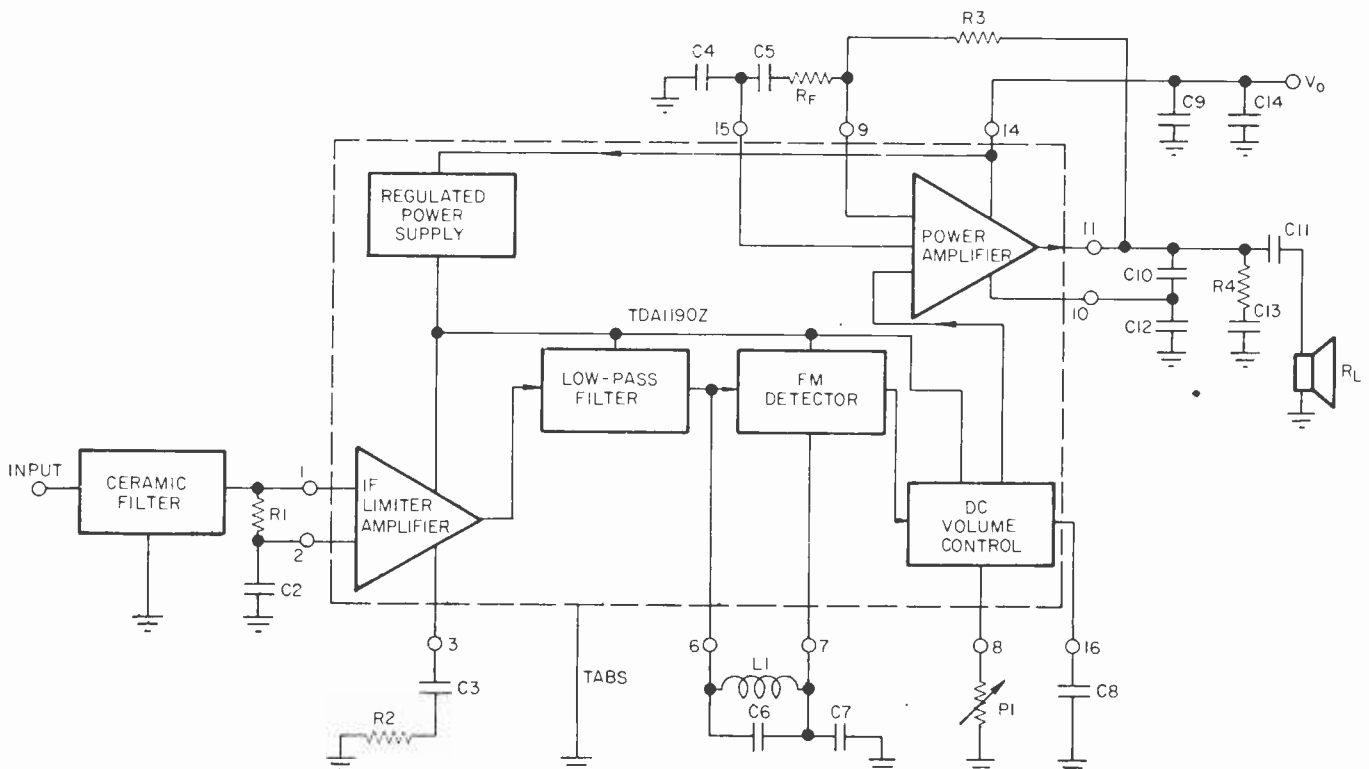 R3
C4
C5
RF
C9
C14
Vo
15
9
14
REGULATED
POWER
SUPPLY
POWER
AMPLIFIER
11
C11
C10
R4
10
C12
C13
RL
TDA1190Z
LOW-PASS
FILTER
FM
DETECTOR
INPUT
CERAMIC
FILTER
1
R1
2
C2
IF
LIMITER
AMPLIFIER
DC
VOLUME
CONTROL
3
C3
R2
TABS
6
7
L1
C6
C7
8
P1
16
C8